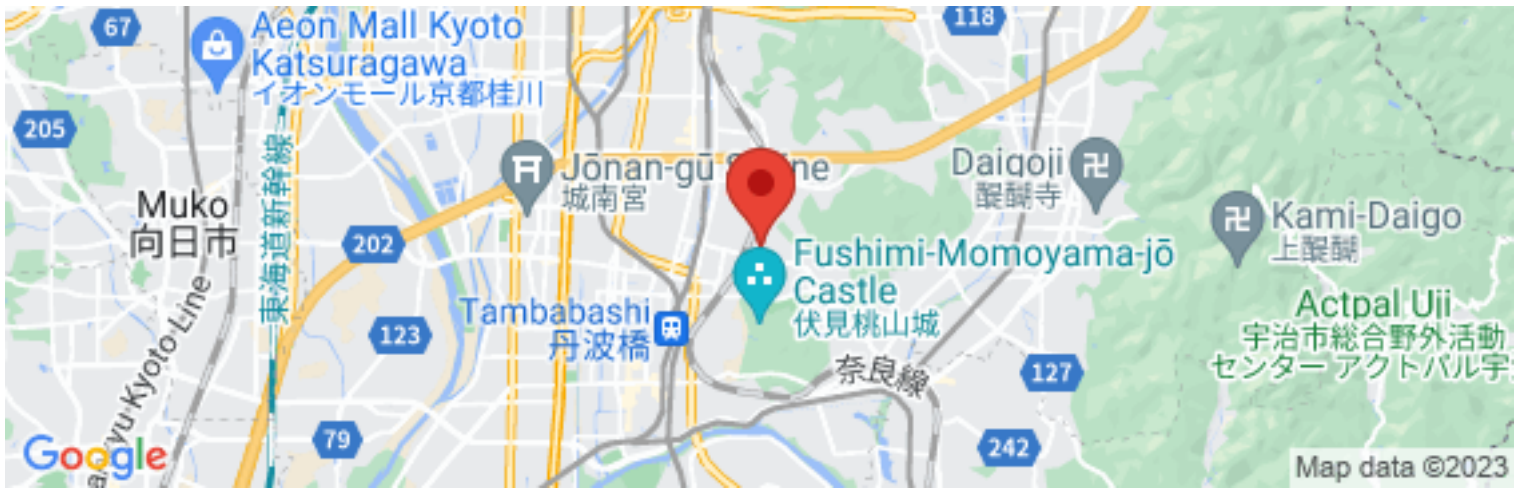 67
Aeon Mall Kyoto
Katsuragawa
イオンモール京都桂川
118
205
東海道新幹線
Jōnan-gū
城南宮
Daigoji
醍醐寺
Muko
向日市
202
Kami-Daigo
上醍醐
Fushimi-Momoyama-jō
Castle
伏見桃山城
Tambabashi
丹波橋
123
Actpal Uji
宇治市総合野外活動
センター アクトパル宇
奈良線
127
Kyoto Line
79
242
Google
Map data ©2023